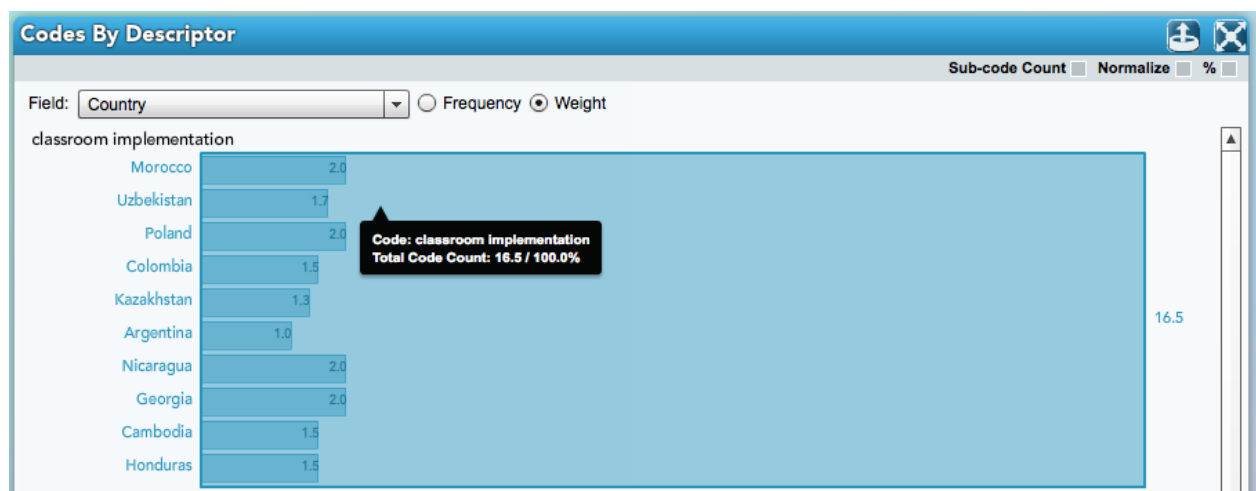 Codes By Descriptor
Sub-code Count Normalize %
Field: Country Frequency Weight
classroom implementation
Morocco 2.0
Uzbekistan 1.7
Poland 2.0
Code: classroom implementation
Total Code Count: 16.5 / 100.0%
Colombia 1.5
Kazakhstan 1.3
16.5
Argentina 1.0
Nicaragua 2.0
Georgia 2.0
Cambodia 1.5
Honduras 1.5